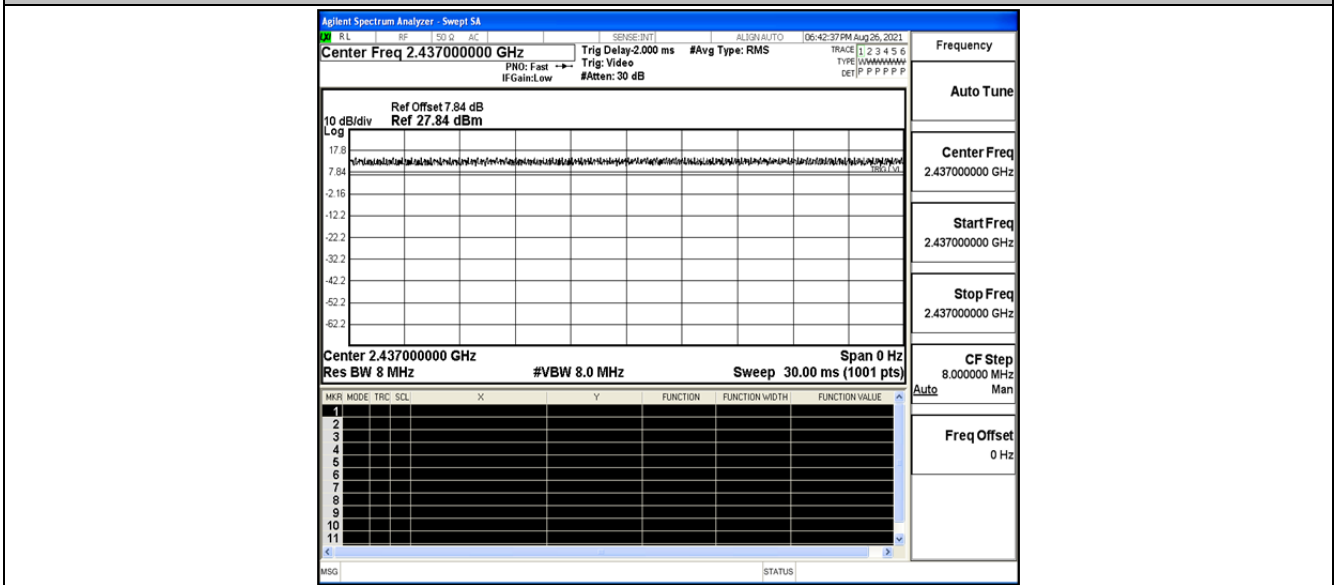 Agilent Spectrum Analyzer - Swept SA
LXI RL RF 50 Ω AC SENSE:INT ALIGN AUTO 06:42:37 PM Aug 26, 2021
Center Freq 2.437000000 GHz
PNO: Fast
IFGain:Low
Trig Delay-2.000 ms
Trig: Video
#Atten: 30 dB
#Avg Type: RMS
TRACE 1 2 3 4 5 6
TYPE WWWWWW
DET P P P P P P
Ref Offset 7.84 dB
10 dB/div Ref 27.84 dBm
Log
17.8
7.84
TRIG LVL
-2.16
-12.2
-22.2
-32.2
-42.2
-52.2
-62.2
Center 2.437000000 GHz Span 0 Hz
Res BW 8 MHz #VBW 8.0 MHz Sweep 30.00 ms (1001 pts)
MKR MODE TRC SCL X Y FUNCTION FUNCTION WIDTH FUNCTION VALUE
1
2
3
4
5
6
7
8
9
10
11
MSG STATUS
Frequency
Auto Tune
Center Freq
2.437000000 GHz
Start Freq
2.437000000 GHz
Stop Freq
2.437000000 GHz
CF Step
8.000000 MHz
Auto Man
Freq Offset
0 Hz